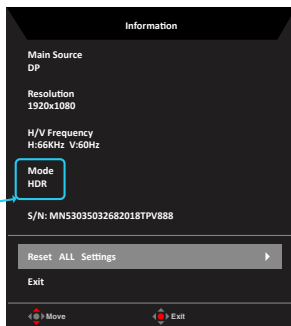 Information
Main Source
DP
Resolution
1920x1080
H/V Frequency
H:66KHz V:60Hz
Mode
HDR
S/N: MN53035032682018TPV888
Reset ALL Settings
Exit
Move Exit